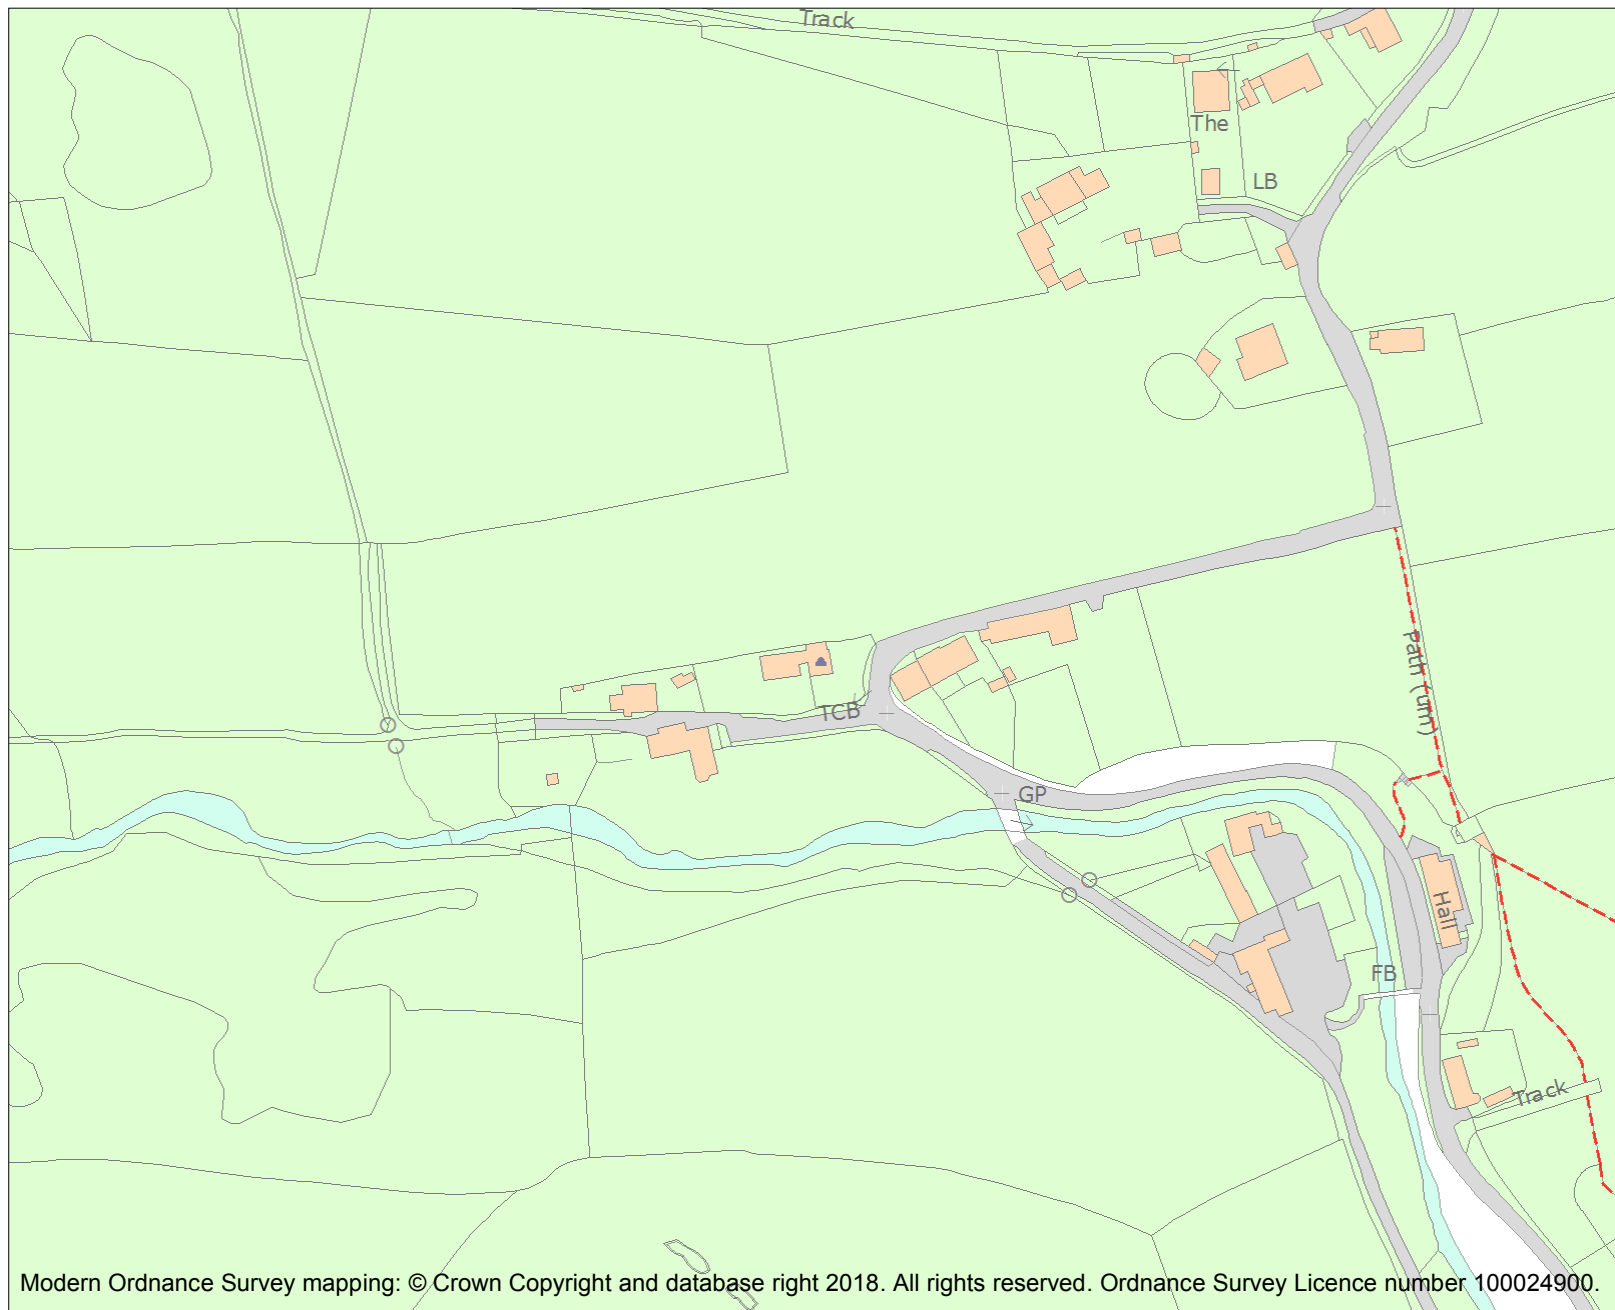 Track
The
LB
Path (um)
TCB
GP
Hall
FB
Track
Modern Ordnance Survey mapping: © Crown Copyright and database right 2018. All rights reserved. Ordnance Survey Licence number 100024900.